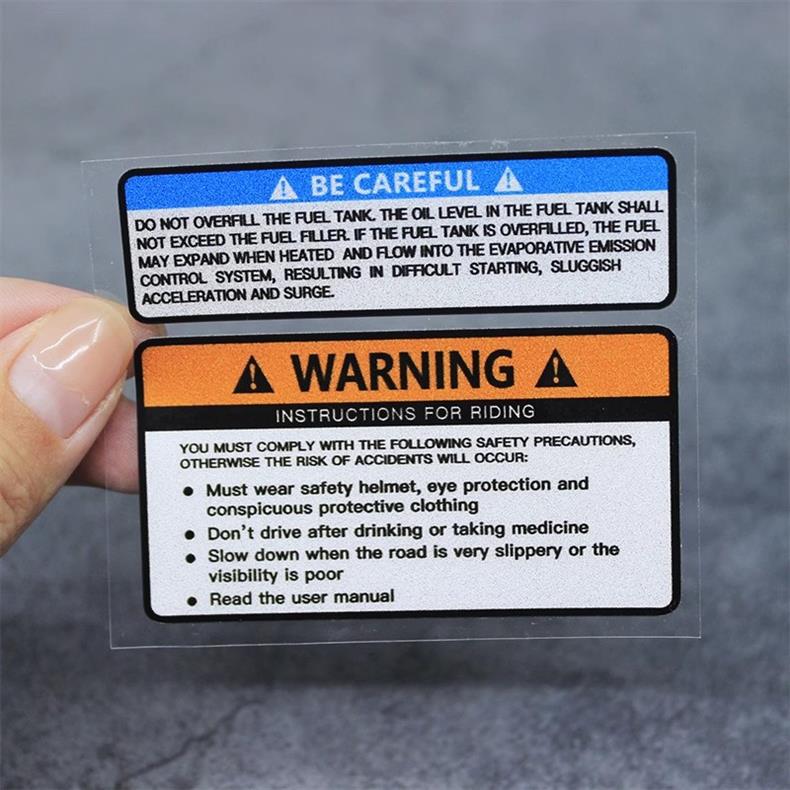 BE CAREFUL
DO NOT OVERFILL THE FUEL TANK. THE OIL LEVEL IN THE FUEL TANK SHALL
NOT EXCEED THE FUEL FILLER. IF THE FUEL TANK IS OVERFILLED, THE FUEL
MAY EXPAND WHEN HEATED AND FLOW INTO THE EVAPORATIVE EMISSION
CONTROL SYSTEM, RESULTING IN DIFFICULT STARTING, SLUGGISH
ACCELERATION AND SURGE.
WARNING
INSTRUCTIONS FOR RIDING
YOU MUST COMPLY WITH THE FOLLOWING SAFETY PRECAUTIONS,
OTHERWISE THE RISK OF ACCIDENTS WILL OCCUR:
● Must wear safety helmet, eye protection and
conspicuous protective clothing
● Don't drive after drinking or taking medicine
● Slow down when the road is very slippery or the
visibility is poor
● Read the user manual